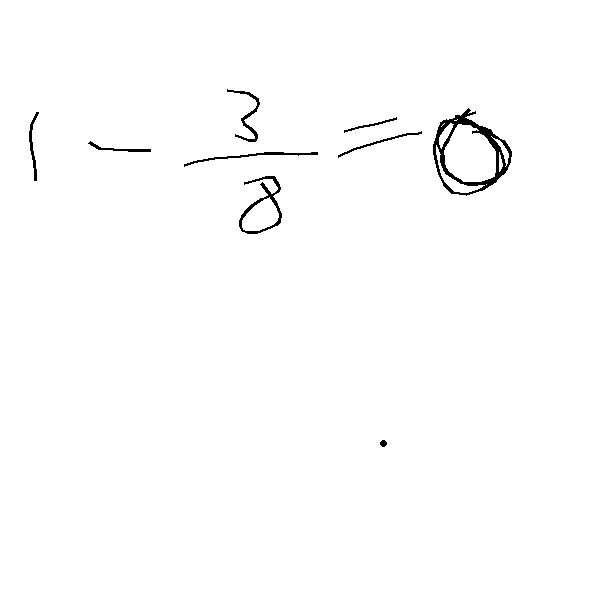 1 - 3/8 = 0